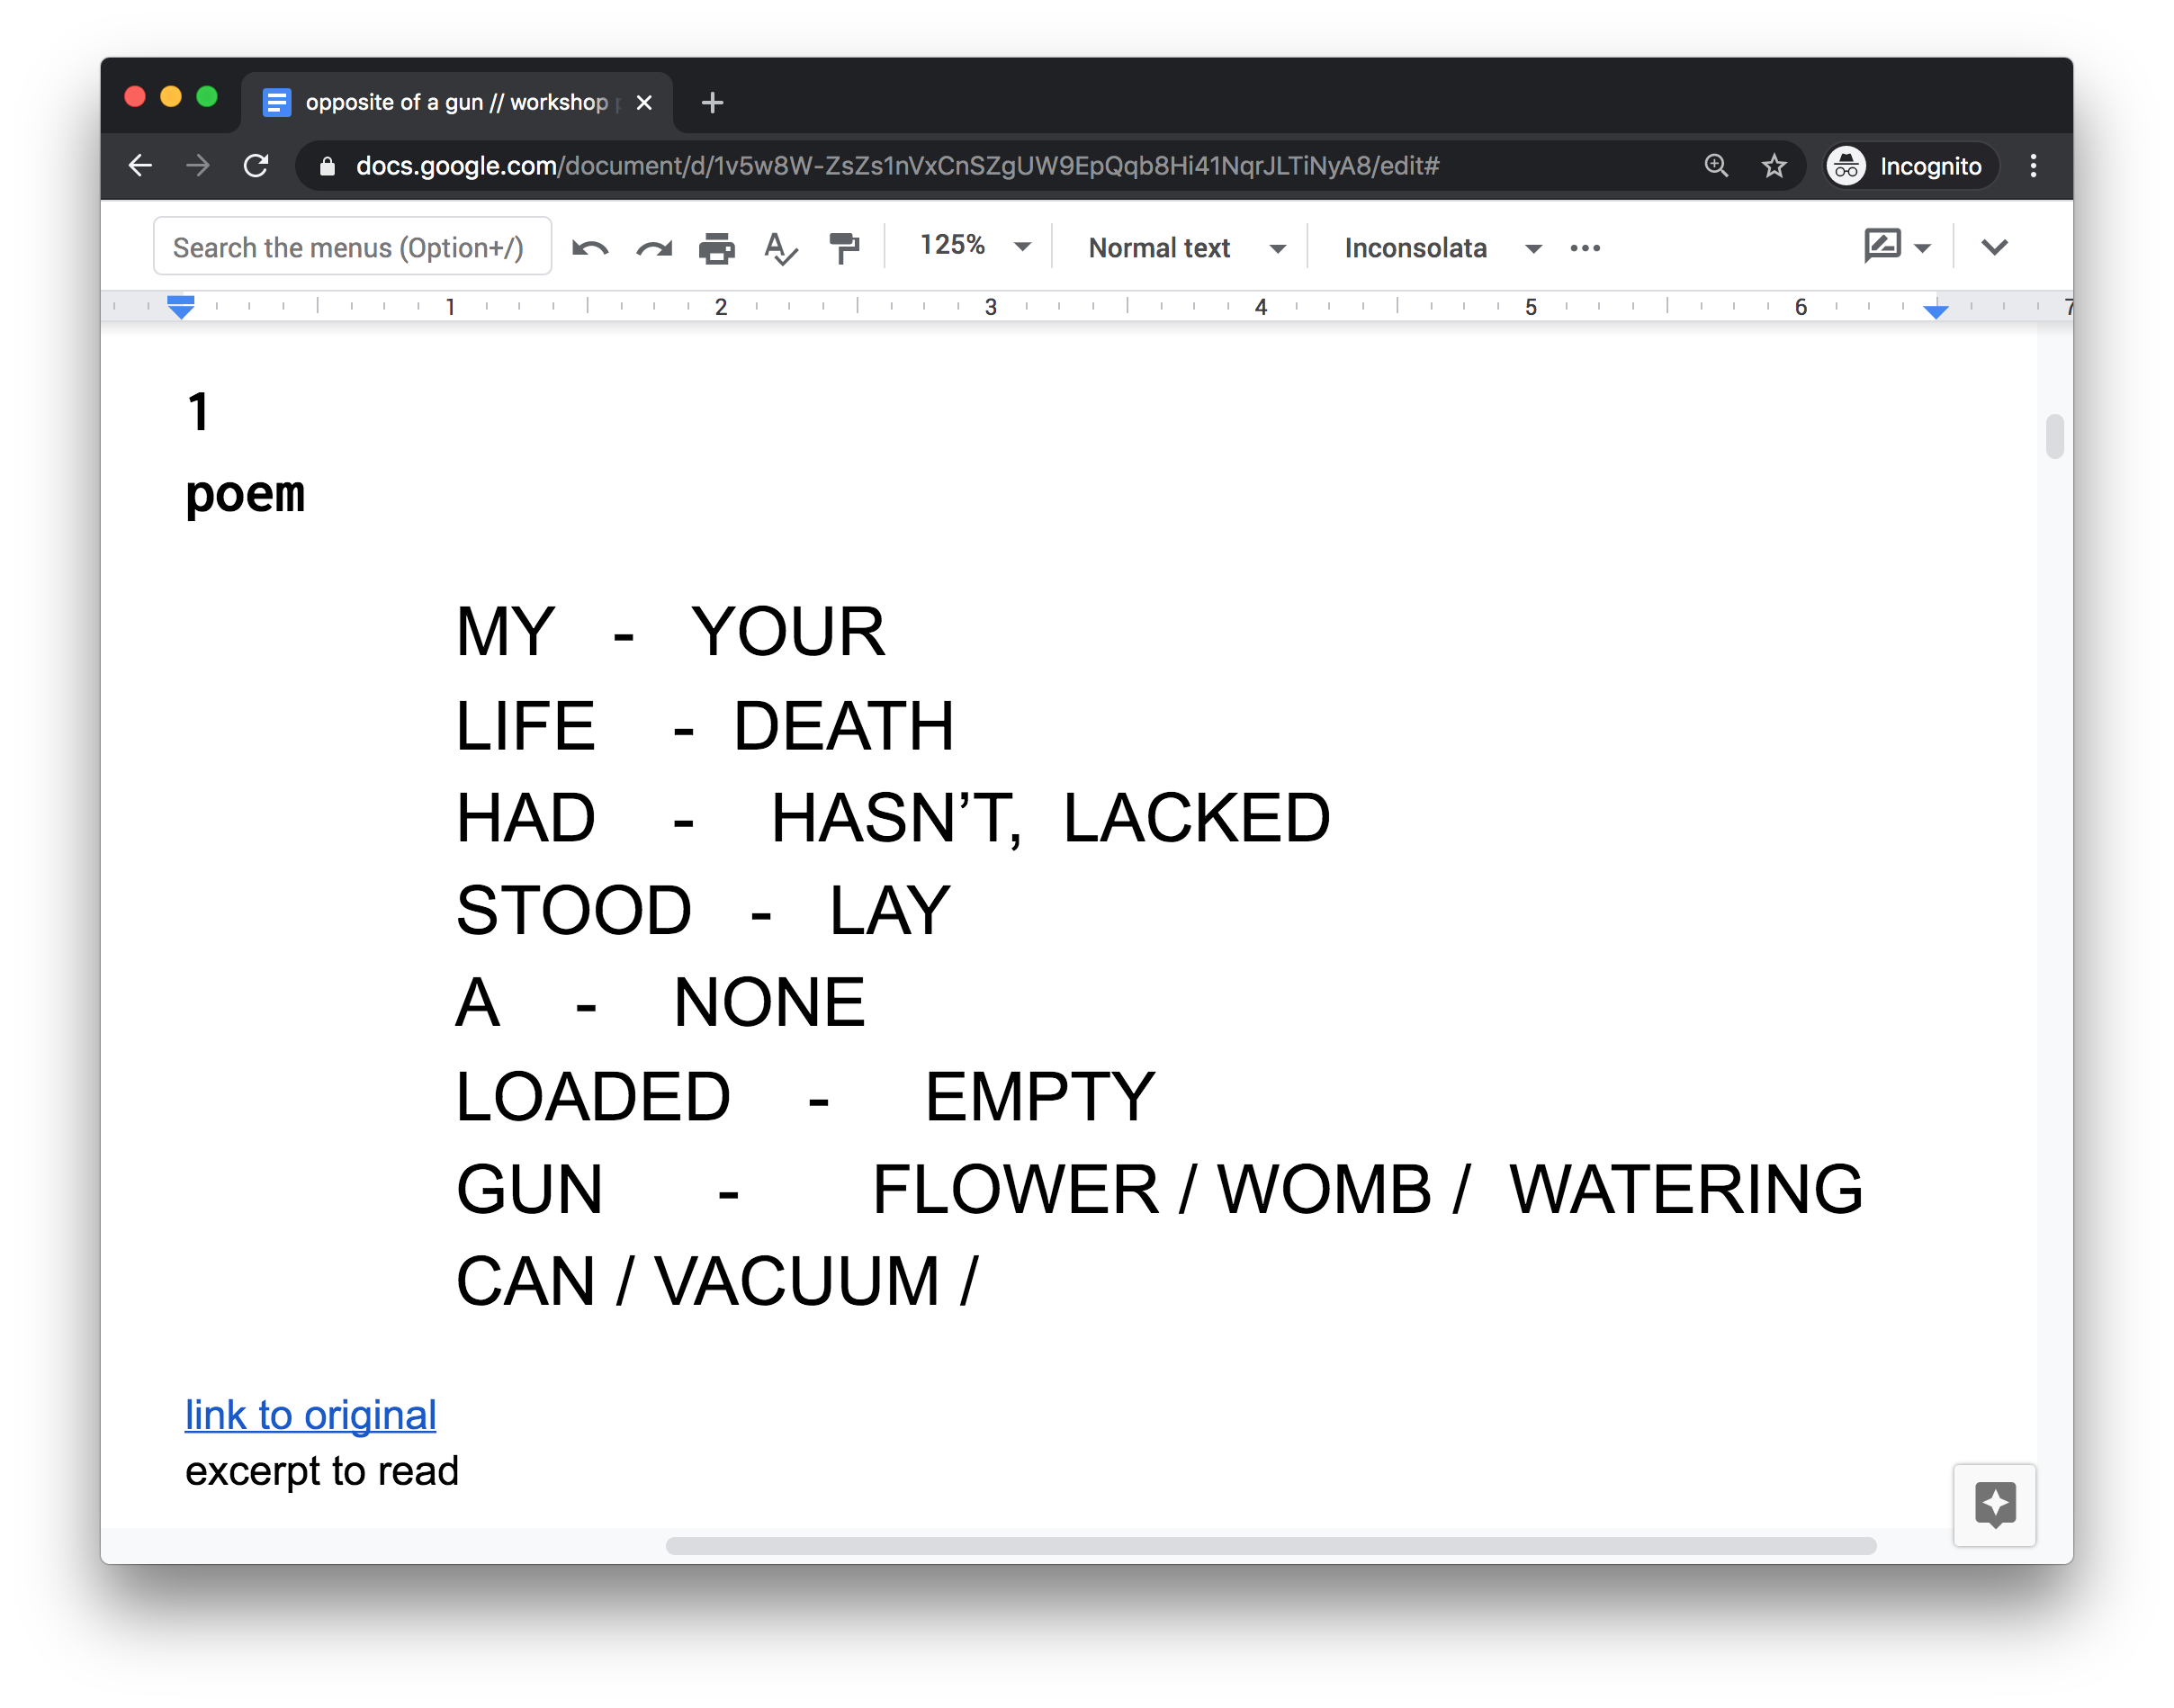 opposite of a gun // workshop
docs.google.com/document/d/1v5w8W-ZsZs1nVxCnSZgUW9EpQqb8Hi41NqrJLTiNyA8/edit#
Incognito
Search the menus (Option+/)
125%
Normal text
Inconsolata
1 2 3 4 5 6 7
1
poem
MY - YOUR
LIFE - DEATH
HAD - HASN’T, LACKED
STOOD - LAY
A - NONE
LOADED - EMPTY
GUN - FLOWER / WOMB / WATERING
CAN / VACUUM /
link to original
excerpt to read